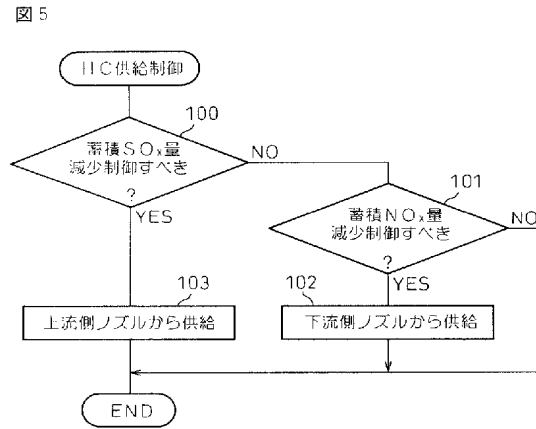 図5
HC供給制御
100
蓄積SOx量
減少制御すべき
?
NO
YES
101
蓄積NOx量
減少制御すべき
?
NO
YES
103
上流側ノズルから供給
102
下流側ノズルから供給
END